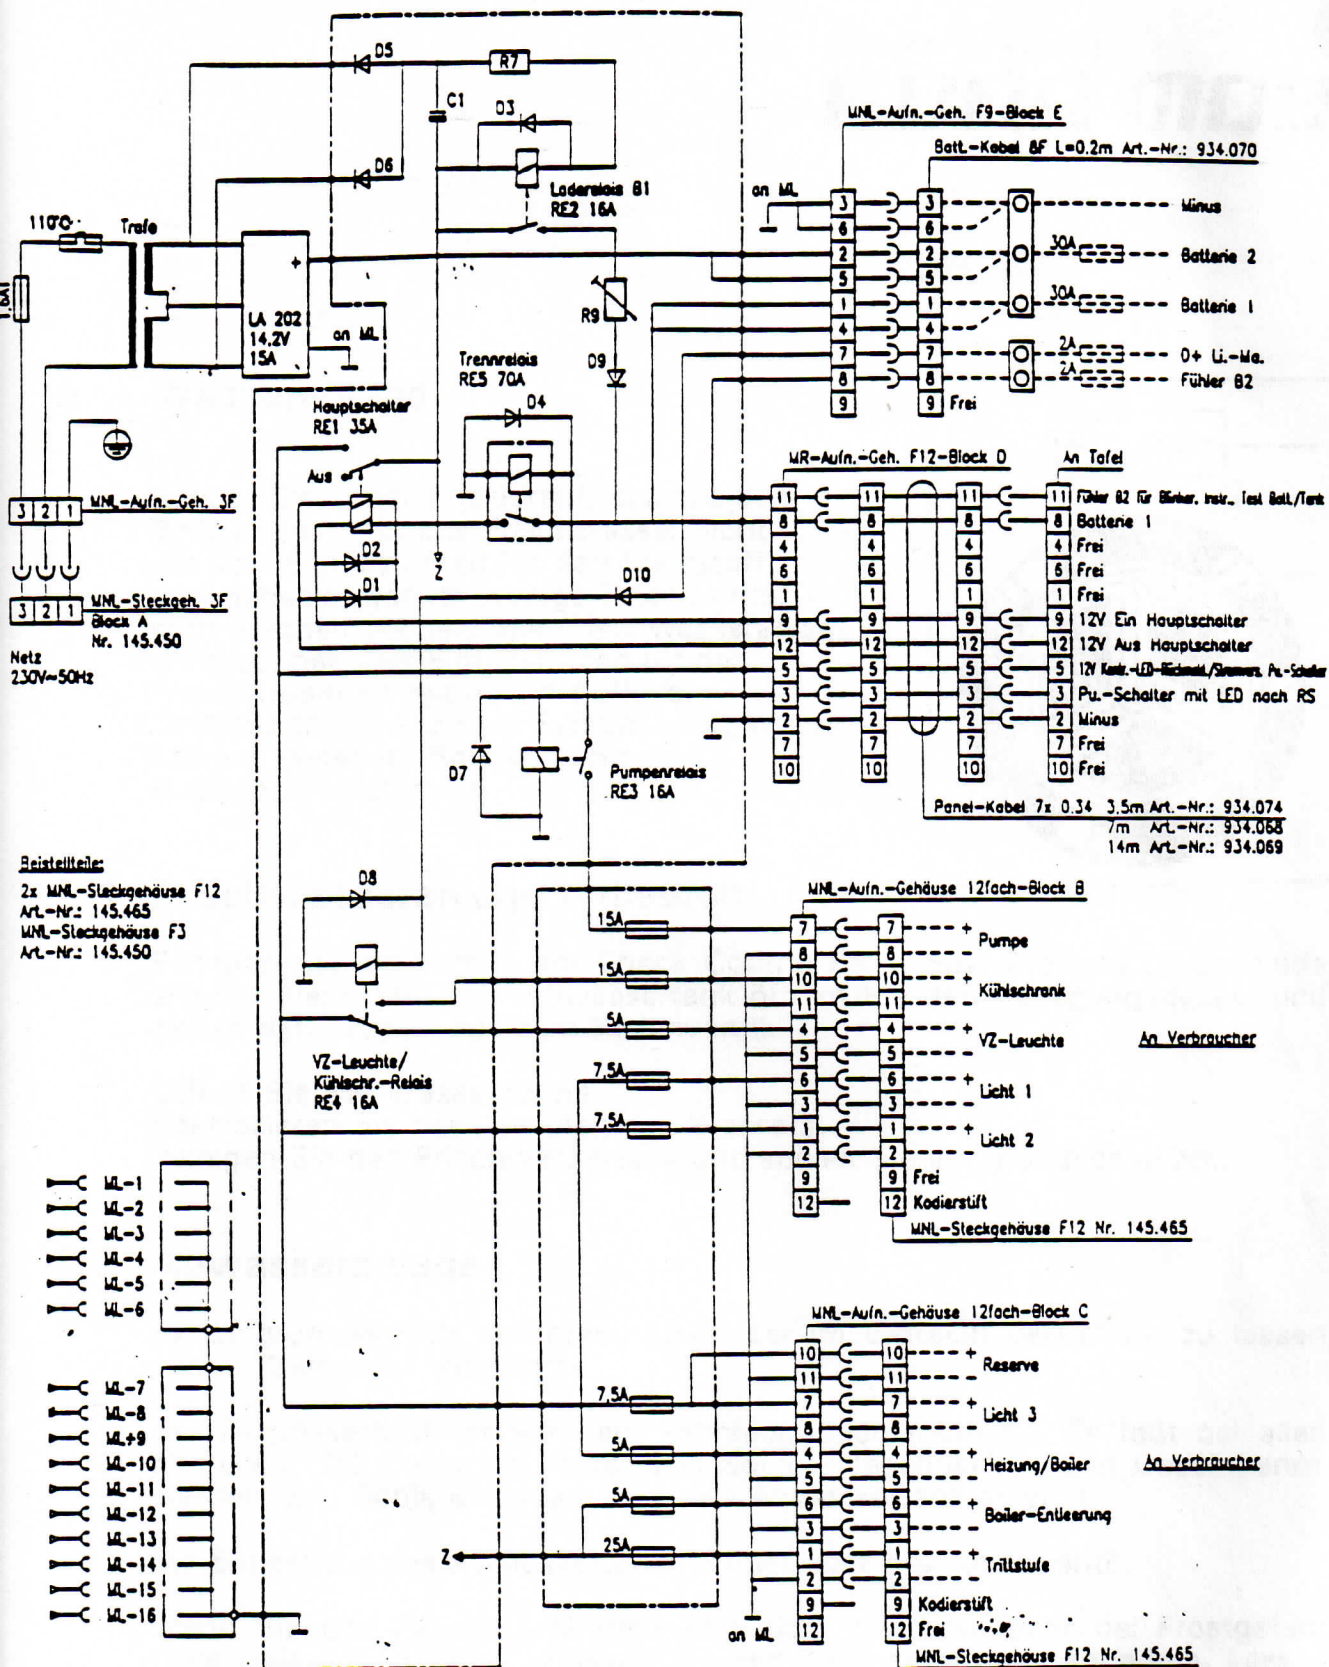 D5
R7
C1
D3
D6
Laderelais B1
RE2 16A
110°C
Trafo
+
LA 202
14.2V
15A
an ML
R9
D9
Trennrelais
RE5 70A
D4
Hauptschalter
RE1 35A
Aus
D2
D1
Z
D10
3 2 1
MNL-Aufn.-Geh. 3F
3 2 1
MNL-Steckgeh. 3F
Block A
Nr. 145.450
Netz
230V~50Hz
MNL-Aufn.-Geh. F9-Block E
Batt.-Kabel 8F L=0.2m Art.-Nr.: 934.070
an ML
3 3 Minus
6 6
2 2 30A Batterie 2
5 5
1 1 30A Batterie 1
4 4
7 7 2A D+ Li.-Ma.
8 8 2A Fühler B2
9 9 Frei
MR-Aufn.-Geh. F12-Block D
An Tafel
11 11 11 11 Fühler B2 für Blinker, Instr., Test Batt./Tank
8 8 8 8 Batterie 1
4 4 4 4 Frei
6 6 6 6 Frei
1 1 1 1 Frei
9 9 9 9 12V Ein Hauptschalter
12 12 12 12 12V Aus Hauptschalter
5 5 5 5 12V Pu.-Schalter
3 3 3 3 Pu.-Schalter mit LED nach RS
2 2 2 2 Minus
7 7 7 7 Frei
10 10 10 10 Frei
Panel-Kabel 7x 0.34 3.5m Art.-Nr.: 934.074
7m Art.-Nr.: 934.068
14m Art.-Nr.: 934.069
D7
Pumpenrelais
RE3 16A
Beistellteile:
2x MNL-Steckgehäuse F12
Art.-Nr.: 145.465
MNL-Steckgehäuse F3
Art.-Nr.: 145.450
D8
VZ-Leuchte/
Kühlschr.-Relais
RE4 16A
MNL-Aufn.-Gehäuse 12fach-Block B
15A 7 7 + Pumpe
8 8 -
15A 10 10 + Kühlschrank
11 11 -
5A 4 4 + VZ-Leuchte
5 5 -
7,5A 6 6 + Licht 1
3 3 -
7,5A 1 1 + Licht 2
2 2 -
9 9 Frei
12 12 Kodierstift
An Verbraucher
MNL-Steckgehäuse F12 Nr. 145.465
ML-1
ML-2
ML-3
ML-4
ML-5
ML-6
ML-7
ML-8
ML+9
ML-10
ML-11
ML-12
ML-13
ML-14
ML-15
ML-16
MNL-Aufn.-Gehäuse 12fach-Block C
10 10 + Reserve
11 11 -
7,5A 7 7 + Licht 3
8 8 -
5A 4 4 + Heizung/Boiler
5 5 -
5A 6 6 + Boiler-Entleerung
3 3 -
Z 25A 1 1 + Trittstufe
2 2 -
9 9 Kodierstift
12 12 Frei
An Verbraucher
an ML
MNL-Steckgehäuse F12 Nr. 145.465